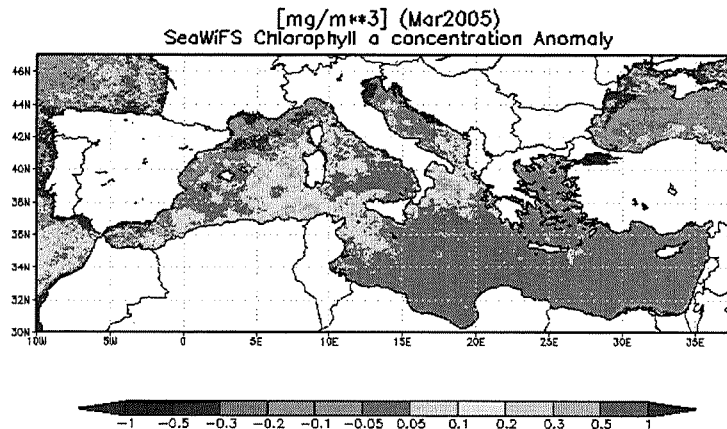 [mg/m**3] (Mar2005)
SeaWiFS Chlorophyll a concentration Anomaly
46N
44N
42N
40N
38N
36N
34N
32N
30N
10W 5W 0 5E 10E 15E 20E 25E 30E 35E
-1 -0.5 -0.3 -0.2 -0.1 -0.05 0.05 0.1 0.2 0.3 0.5 1